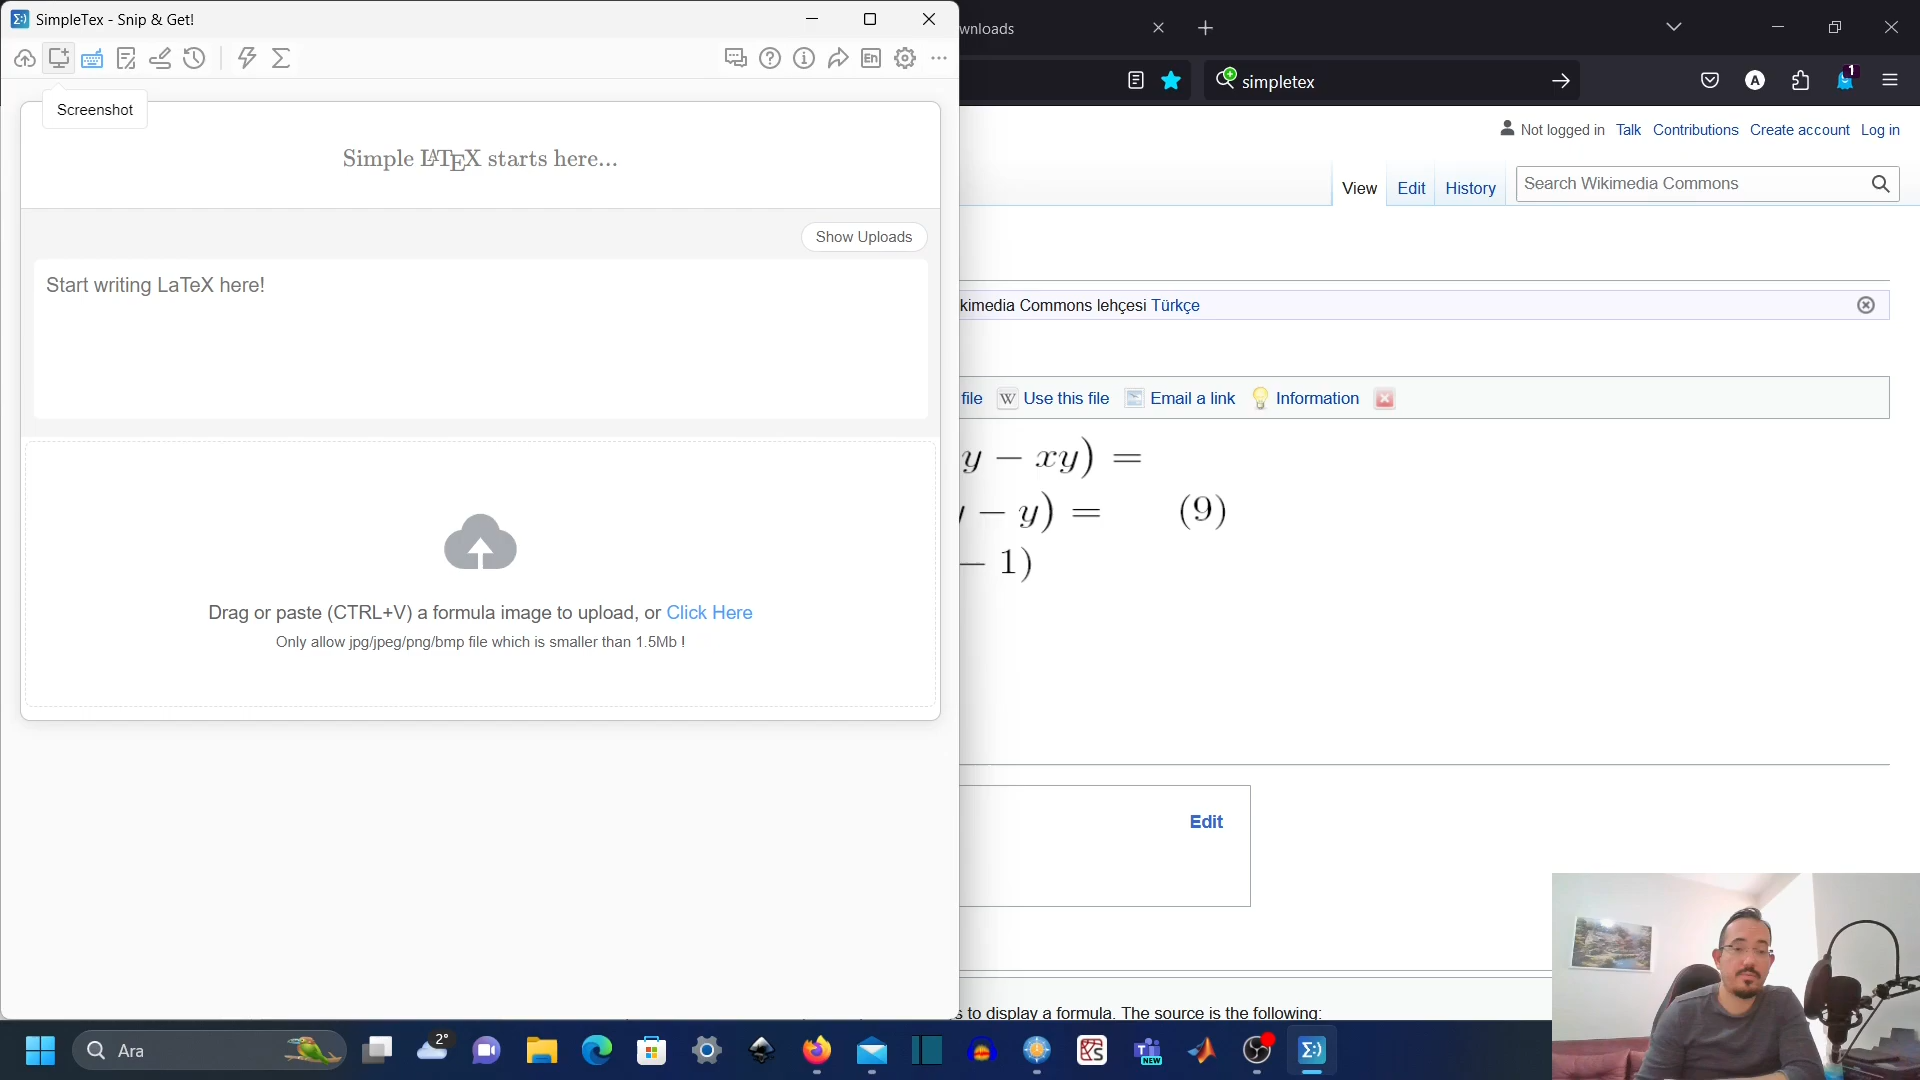 SimpleTex - Snip & Get!
wnloads
simpletex
1
Screenshot
Simple LATEX starts here...
Not logged in Talk Contributions Create account Log in
View Edit History Search Wikimedia Commons
Show Uploads
Start writing LaTeX here!
kimedia Commons lehçesi Türkçe
file Use this file Email a link Information
y − xy) =
− y) = (9)
− 1)
Drag or paste (CTRL+V) a formula image to upload, or Click Here
Only allow jpg/jpeg/png/bmp file which is smaller than 1.5Mb !
Edit
s to display a formula. The source is the following:
Ara
2°
NEW